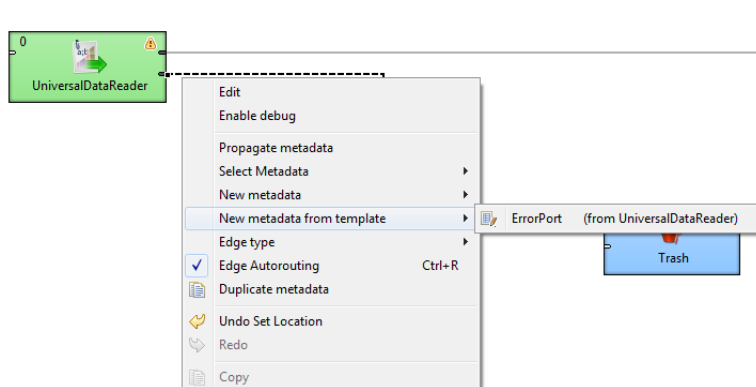 0
UniversalDataReader
Edit
Enable debug
Propagate metadata
Select Metadata
New metadata
New metadata from template
ErrorPort (from UniversalDataReader)
Edge type
Trash
Edge Autorouting Ctrl+R
Duplicate metadata
Undo Set Location
Redo
Copy